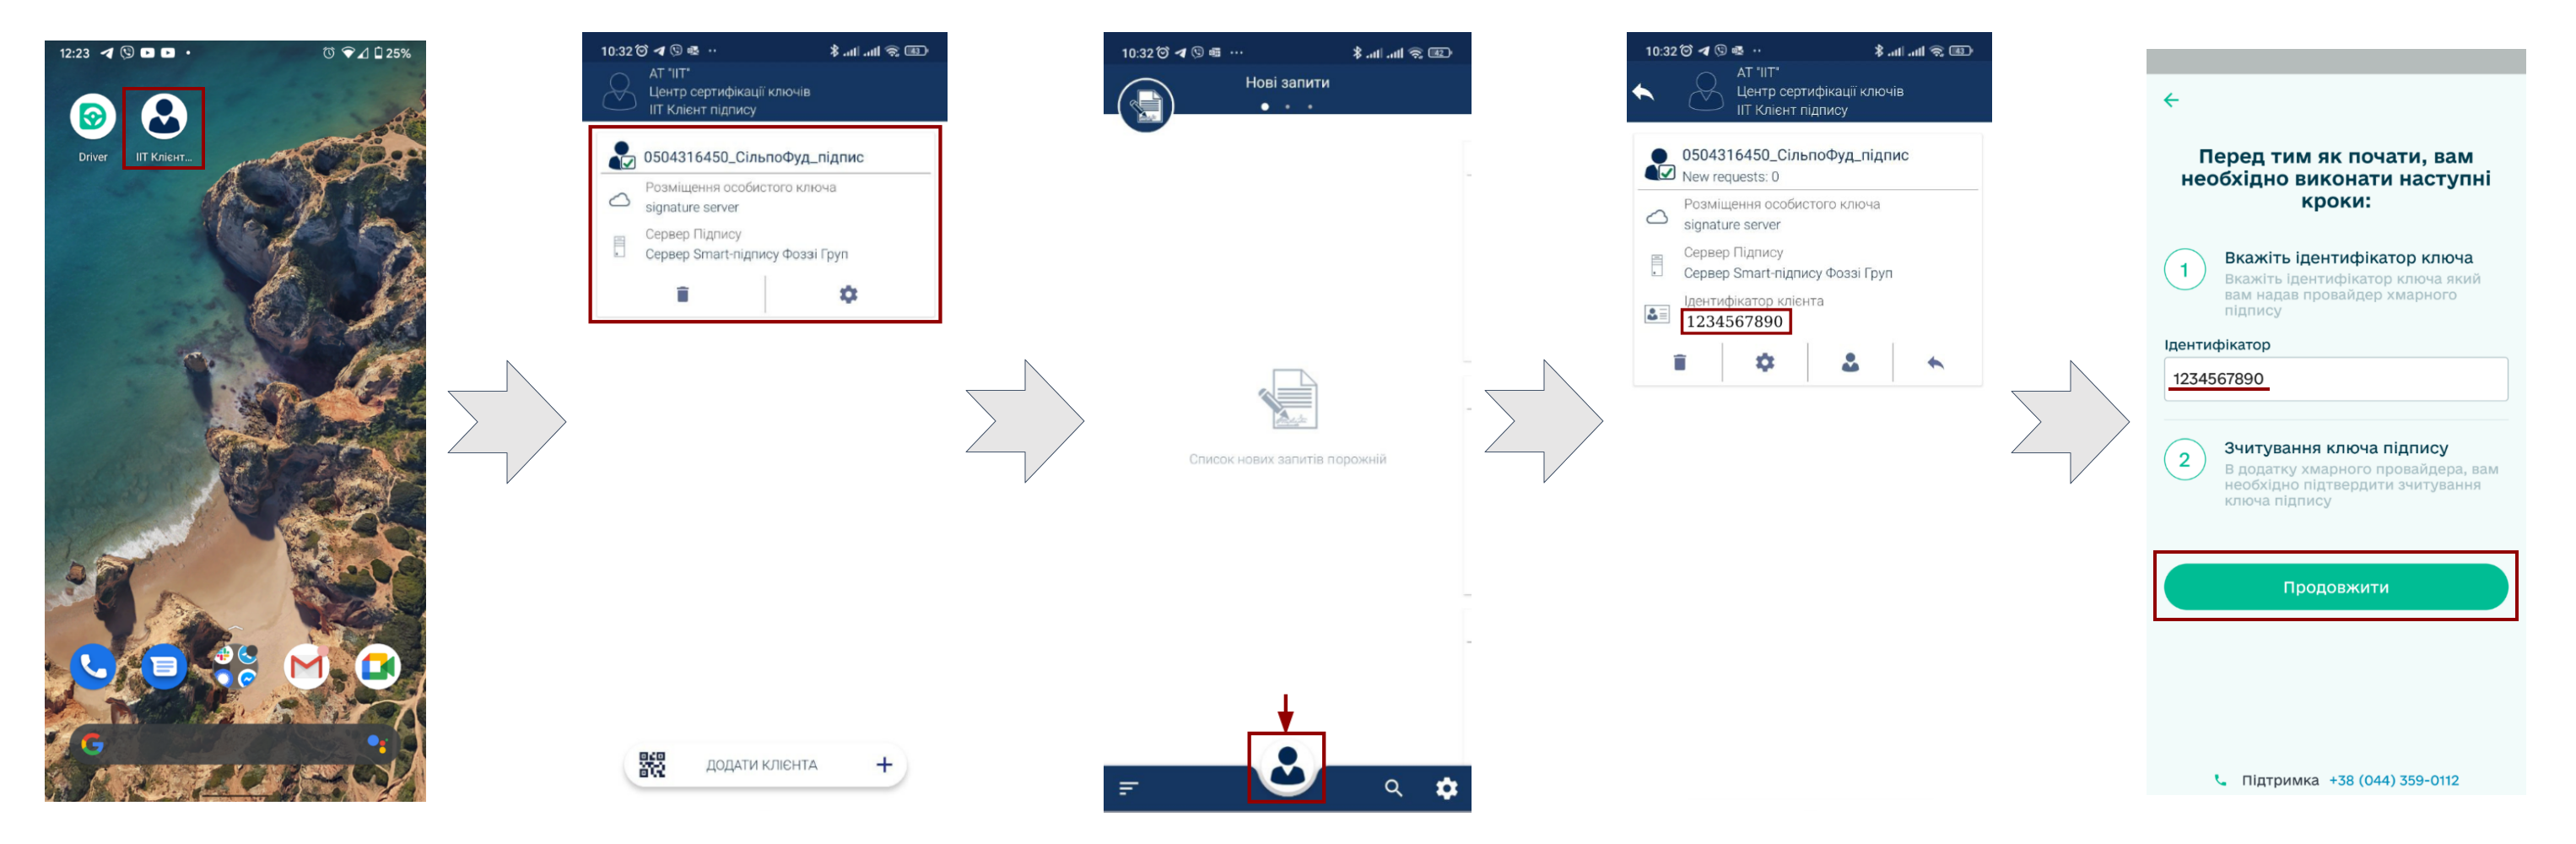 12:23
25%
Driver
ІІТ Клієнт...
10:32
43
АТ "ІІТ"
Центр сертифікації ключів
ІІТ Клієнт підпису
0504316450_СільпоФуд_підпис
Розміщення особистого ключа
signature server
Сервер Підпису
Сервер Smart-підпису Фоззі Груп
ДОДАТИ КЛІЄНТА
10:32
42
Нові запити
Список нових запитів порожній
10:32
43
АТ "ІІТ"
Центр сертифікації ключів
ІІТ Клієнт підпису
0504316450_СільпоФуд_підпис
New requests: 0
Розміщення особистого ключа
signature server
Сервер Підпису
Сервер Smart-підпису Фоззі Груп
Ідентифікатор клієнта
1234567890
Перед тим як почати, вам
необхідно виконати наступні
кроки:
1
Вкажіть ідентифікатор ключа
Вкажіть ідентифікатор ключа який
вам надав провайдер хмарного
підпису
Ідентифікатор
1234567890
2
Зчитування ключа підпису
В додатку хмарного провайдера, вам
необхідно підтвердити зчитування
ключа підпису
Продовжити
Підтримка +38 (044) 359-0112